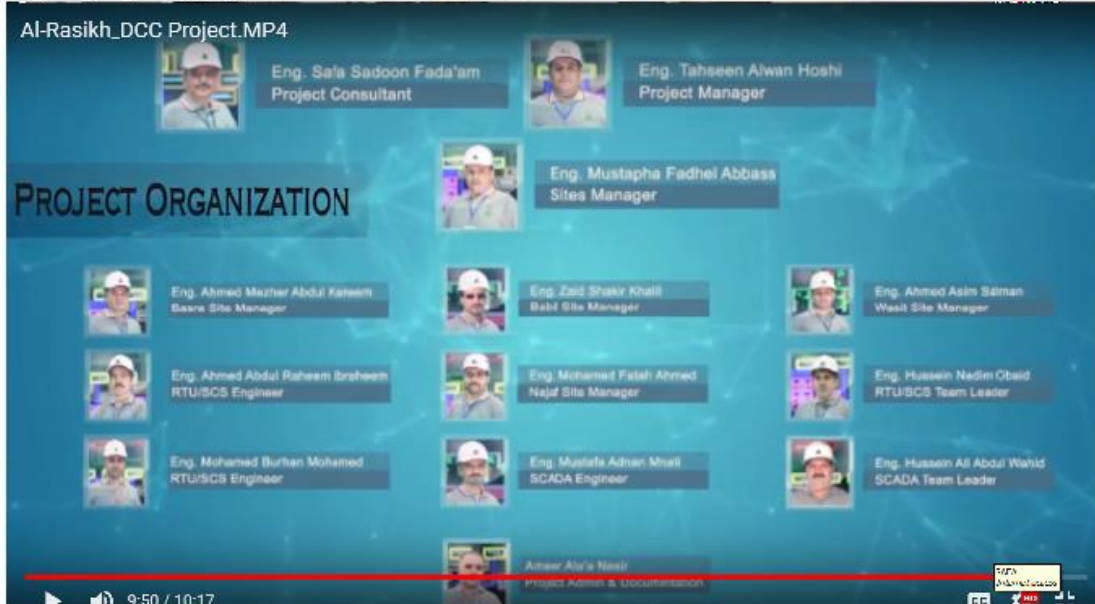 Al-Rasikh_DCC Project.MP4
Eng. Sa'a Sadoon Fada'am
Project Consultant
Eng. Tahseen Alwan Hoshi
Project Manager
Eng. Mustapha Fadhel Abbass
Sites Manager
PROJECT ORGANIZATION
Eng. Ahmed Mezher Abdul Kareem
Basra Site Manager
Eng. Zaid Shakir Khalil
Babil Site Manager
Eng. Ahmed Asim Salman
Wasit Site Manager
Eng. Ahmed Abdul Raheem Ibraheem
RTU/SCS Engineer
Eng. Mohamed Fatah Ahmed
Najaf Site Manager
Eng. Hussein Nadim Obaid
RTU/SCS Team Leader
Eng. Mohamed Burhan Mohamed
RTU/SCS Engineer
Eng. Mustafa Adnan
SCADA Engineer
Eng. Hussein Ali Abdul Wahid
SCADA Team Leader
Ameer Ala'a Nasir
Project Admin & Documentation
Internet access
9:50 / 10:17
HD